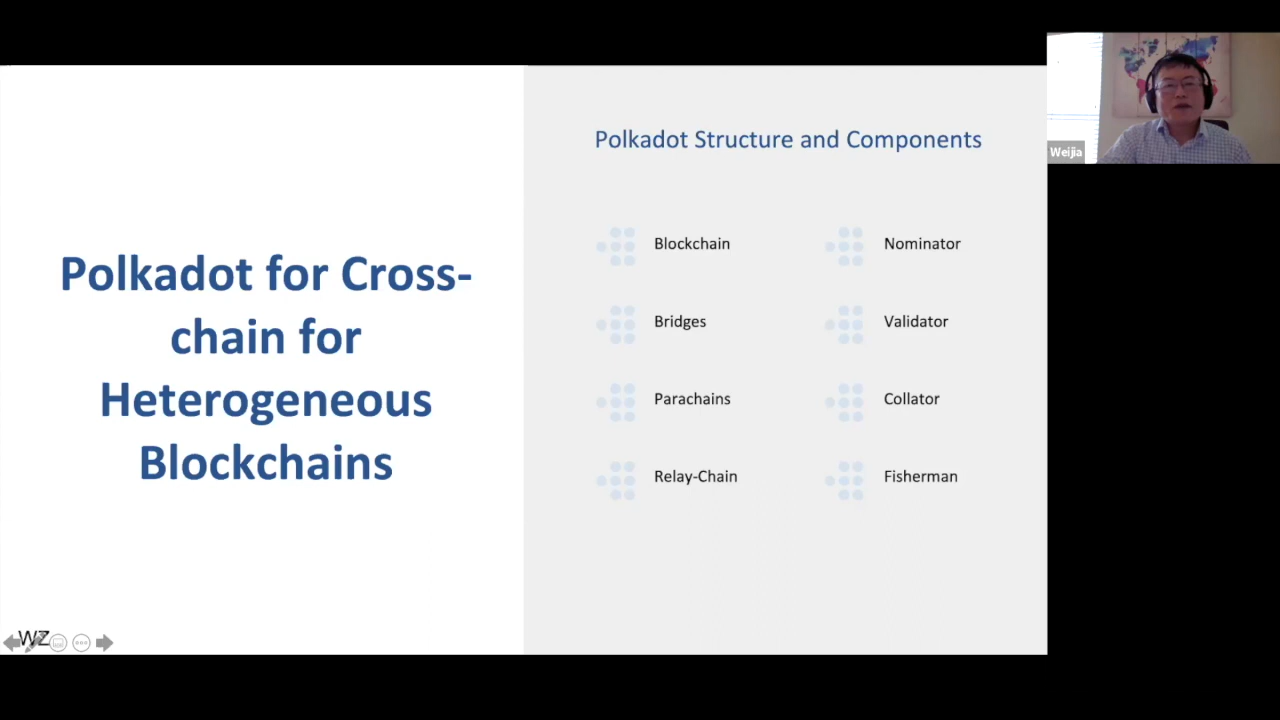 Polkadot for Cross-
chain for
Heterogeneous
Blockchains
Polkadot Structure and Components
Blockchain
Nominator
Bridges
Validator
Parachains
Collator
Relay-Chain
Fisherman
WZ
Weijia